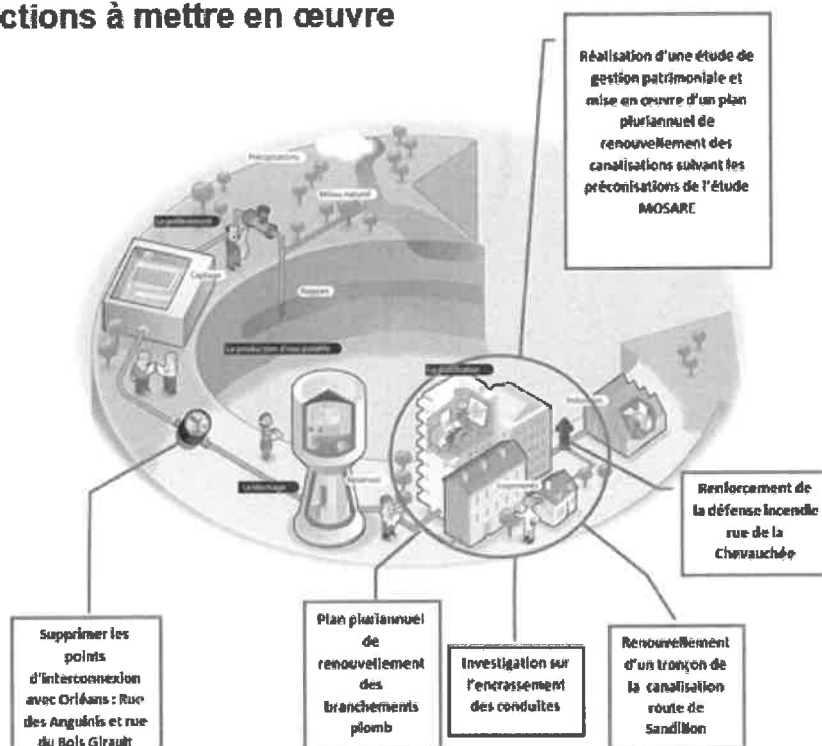 ctions à mettre en œuvre
Réalisation d'une étude de
gestion patrimoniale et
mise en œuvre d'un plan
pluriannuel de
renouvellement des
canalisations suivant les
préconisations de l'étude
MOSARE
Précipitations
Milieu naturel
Le prélèvement
Captage
Nappes
La production d'eau potable
La distribution
Industries
Le stockage
Réservoir
Renforcement de
la défense incendie
rue de la
Chevauchée
Supprimer les
points
d'interconnexion
avec Orléans : Rue
des Anguinis et rue
du Bois Girault
Plan pluriannuel
de
renouvellement
des
branchements
plomb
Investigation sur
l'encrassement
des conduites
Renouvellement
d'un tronçon de
la canalisation
route de
Sandillon